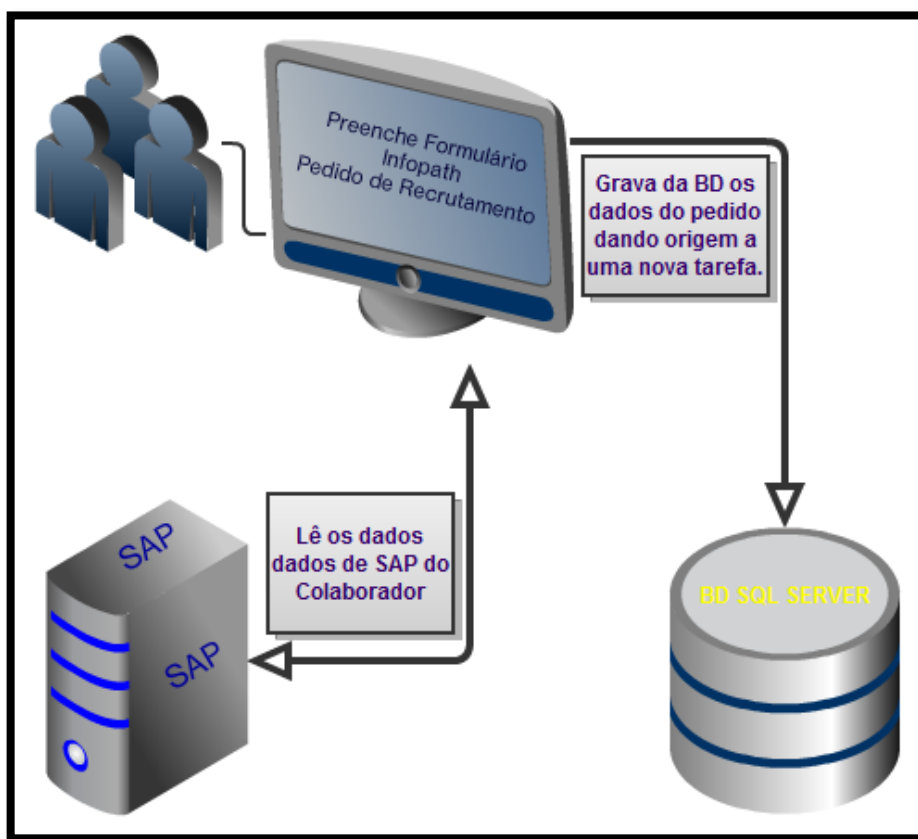 Preenche Formulário
Infopath
Pedido de Recrutamento
Grava da BD os
dados do pedido
dando origem a
uma nova tarefa.
Lê os dados
dados de SAP do
Colaborador
SAP
SAP
BD SQL SERVER